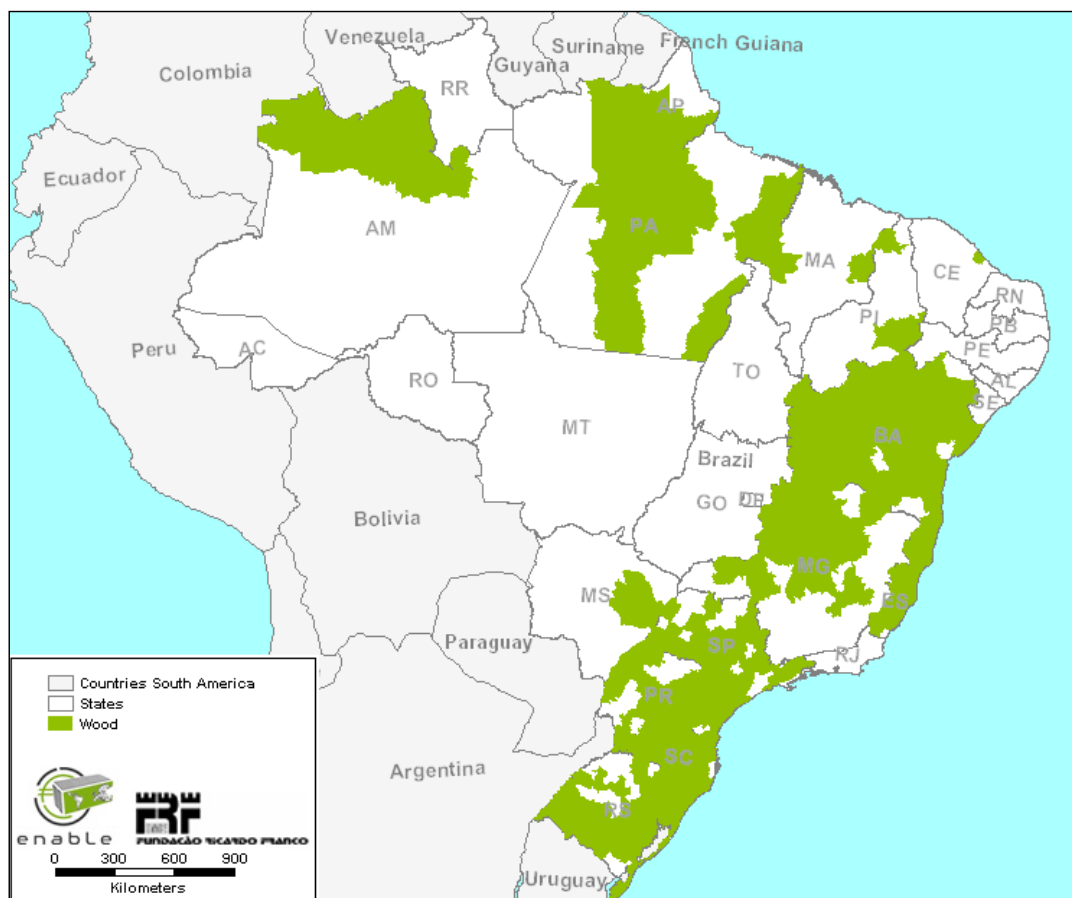 Venezuela
Suriname
French Guiana
Guyana
Colombia
RR
AP
Ecuador
AM
PA
MA
CE
RN
PB
PI
PE
AL
SE
Peru
AC
RO
TO
MT
BA
Brazil
GO
DF
Bolivia
MG
MS
ES
SP
RJ
Paraguay
PR
SC
Argentina
RS
Uruguay
Countries South America
States
Wood
enable
FRF
FUNDAÇÃO RICARDO FRANCO
0 300 600 900
Kilometers